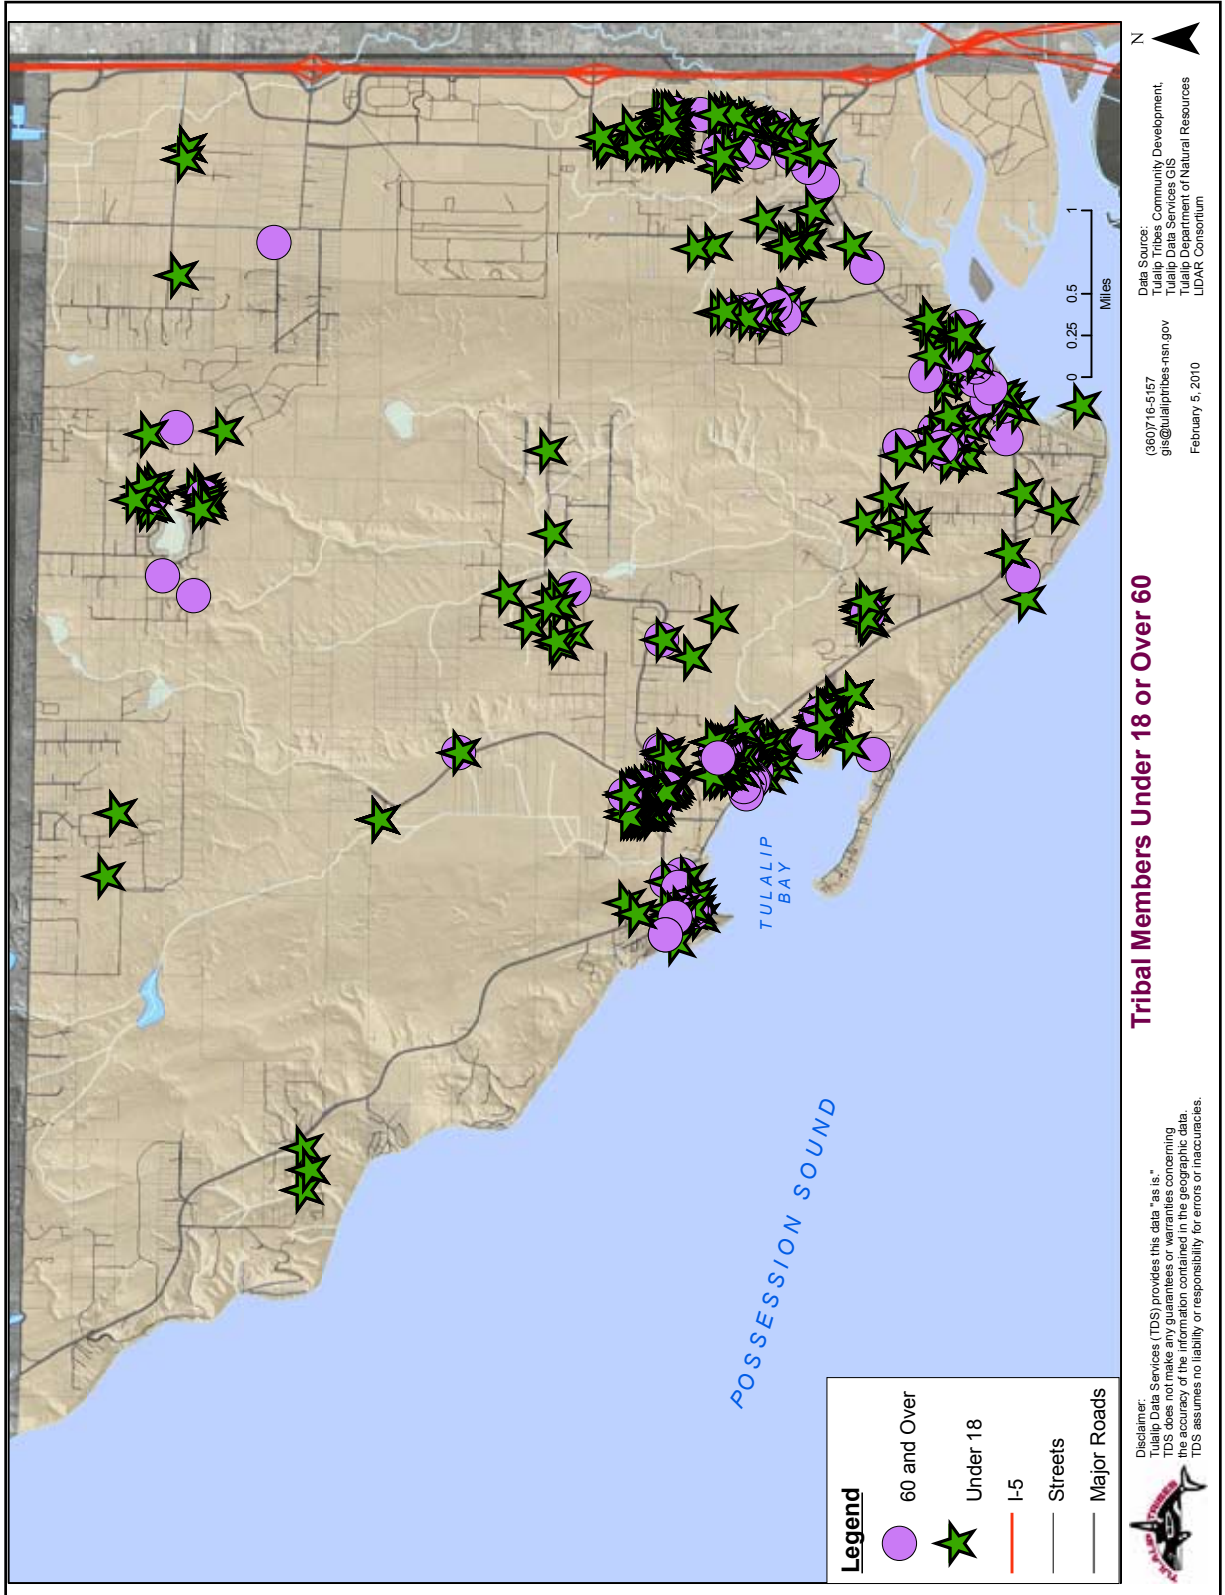 POSSESSION SOUND
TULALIP
BAY
Legend
60 and Over
Under 18
I-5
Streets
Major Roads
0 0.25 0.5 1
Miles
TULALIP TRIBES
Disclaimer:
Tulalip Data Services (TDS) provides this data "as is."
TDS does not make any guarantees or warranties concerning
the accuracy of the information contained in the geographic data.
TDS assumes no liability or responsibility for errors or inaccuracies.
Tribal Members Under 18 or Over 60
(360)716-5157
gis@tulaliptribes-nsn.gov
February 5, 2010
Data Source:
Tulalip Tribes Community Development,
Tulalip Data Services GIS
Tulalip Department of Natural Resources
LIDAR Consortium
N